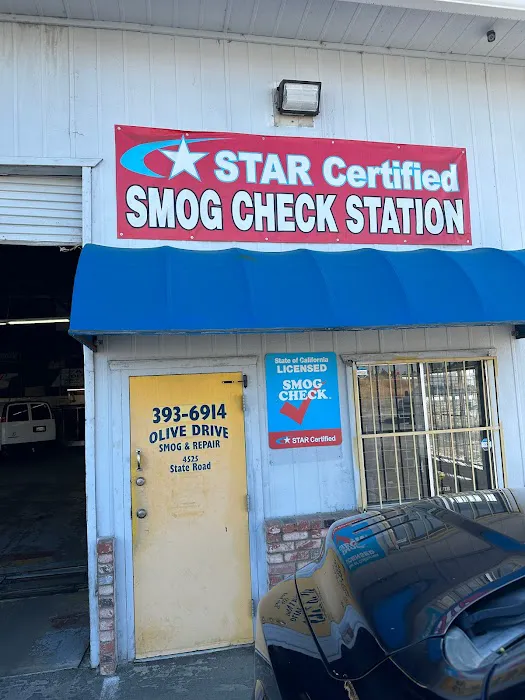 STAR Certified
SMOG CHECK STATION
State of California
LICENSED
SMOG
CHECK
STAR Certified
393-6914
OLIVE DRIVE
SMOG & REPAIR
4525
State Road